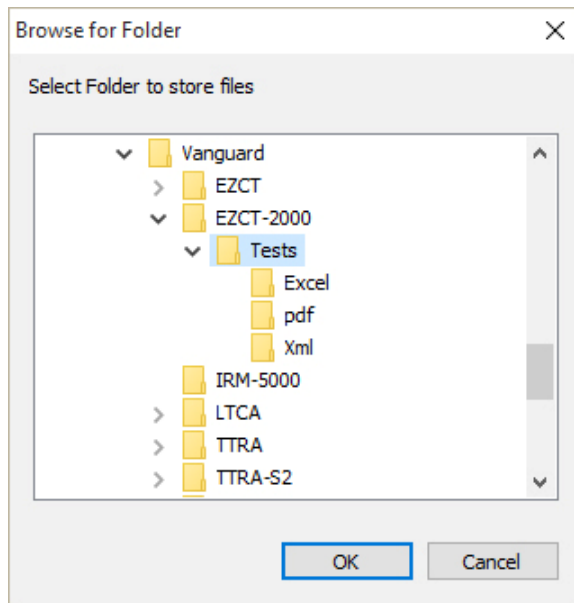 Browse for Folder
Select Folder to store files
Vanguard
EZCT
EZCT-2000
Tests
Excel
pdf
Xml
IRM-5000
LTCA
TTRA
TTRA-S2
OK
Cancel